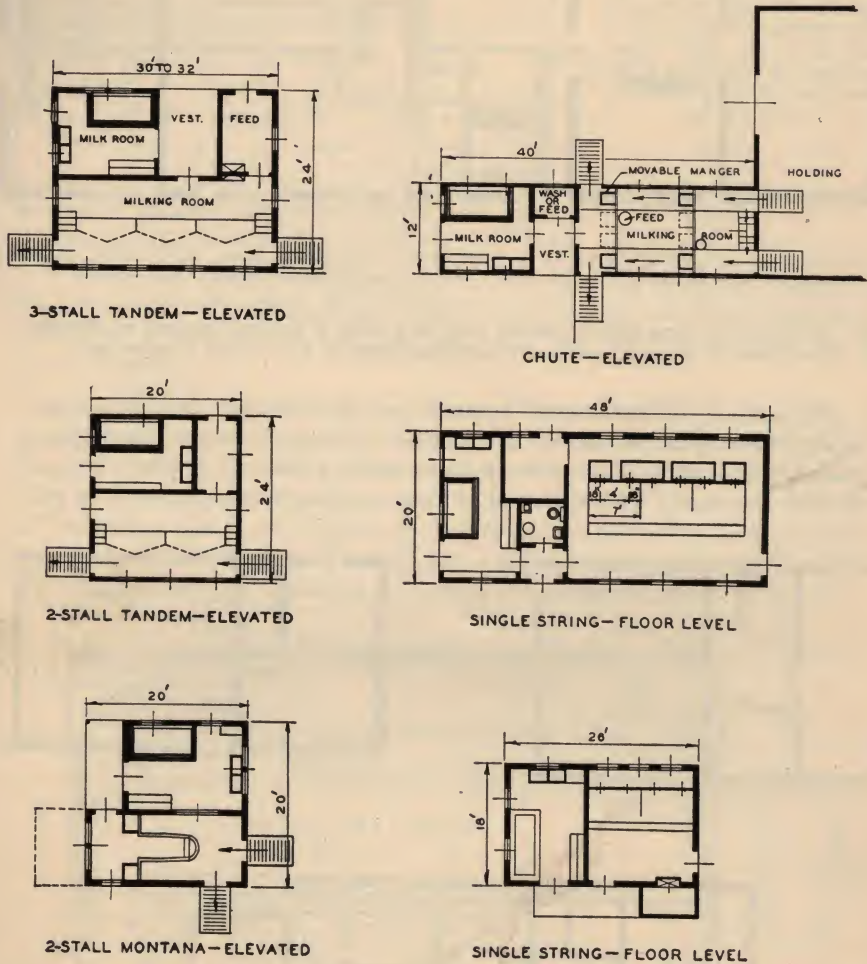 30' TO 32'
MILK ROOM
VEST.
FEED
24'
MILKING ROOM
3-STALL TANDEM—ELEVATED
40'
MOVABLE MANGER
HOLDING
12'
WASH
OR
FEED
FEED
MILK ROOM
MILKING ROOM
VEST.
CHUTE—ELEVATED
20'
24'
2-STALL TANDEM—ELEVATED
48'
20'
18" 4' 18"
7'
SINGLE STRING—FLOOR LEVEL
20'
20'
2-STALL MONTANA—ELEVATED
26'
18'
SINGLE STRING—FLOOR LEVEL